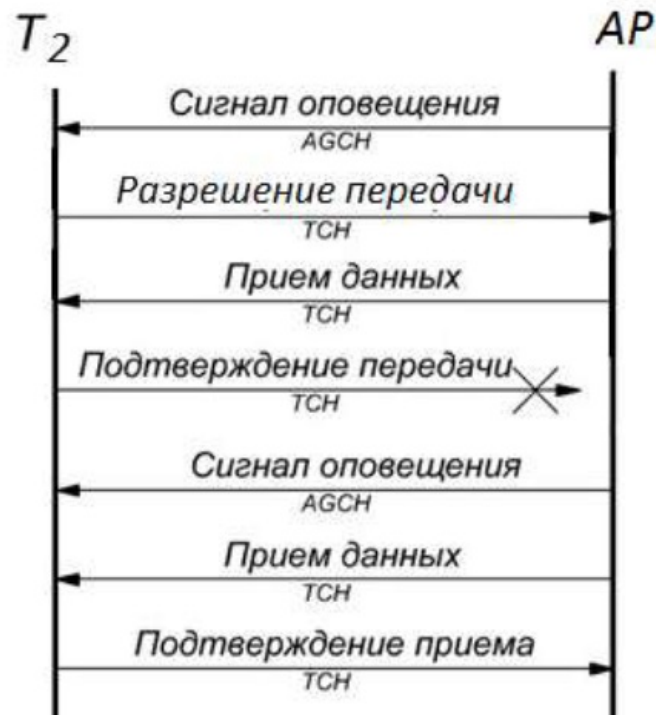 T2 AP
Сигнал оповещения
AGCH
Разрешение передачи
TCH
Прием данных
TCH
Подтверждение передачи
TCH
Сигнал оповещения
AGCH
Прием данных
TCH
Подтверждение приема
TCH